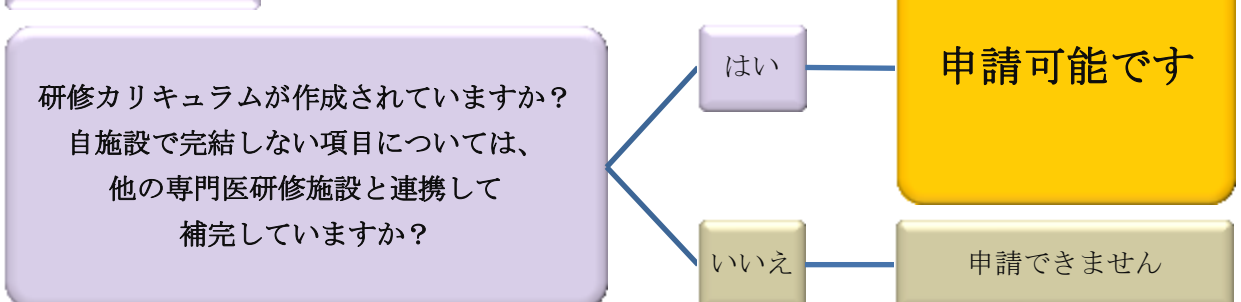 研修カリキュラムが作成されていますか？
自施設で完結しない項目については、
他の専門医研修施設と連携して
補完していますか？
はい
申請可能です
いいえ
申請できません